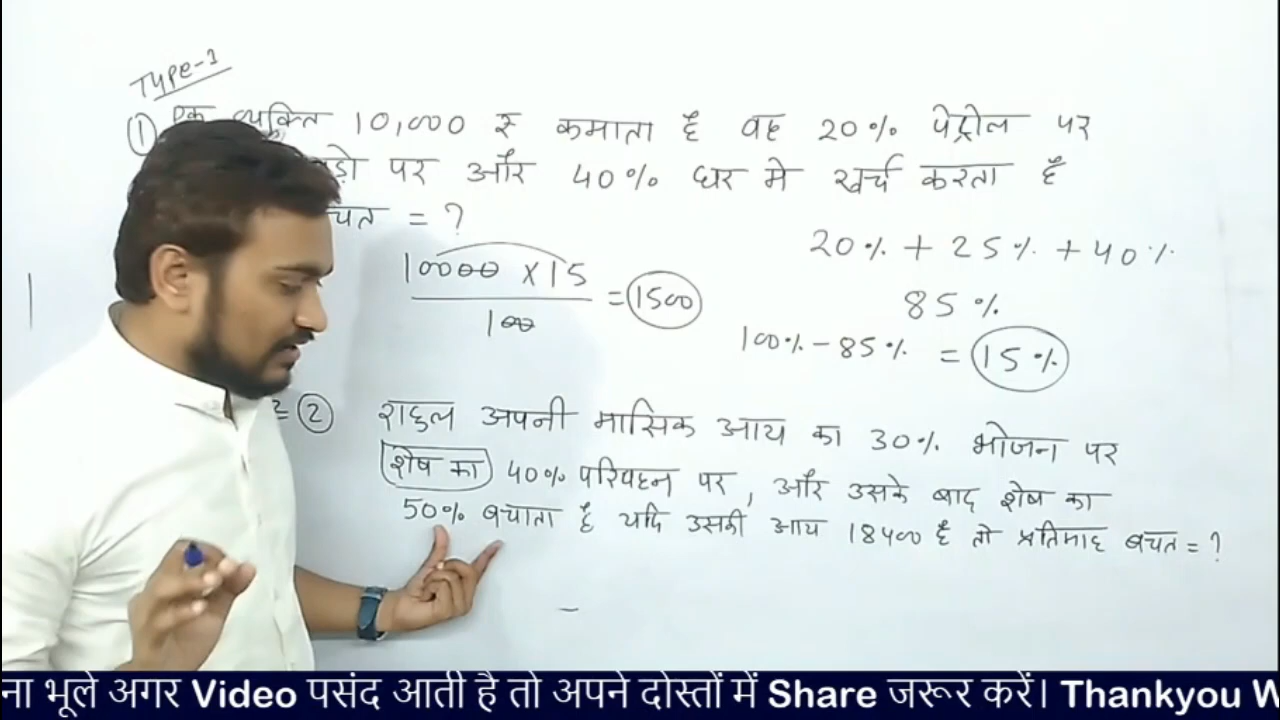 Type-1
① एक व्यक्ति 10,000 रु कमाता है वह 20% पेट्रोल पर
पर और 40% घर मे खर्च करता है
= ?
10000 × 15
100
= 1500
20% + 25% + 40%
85%
100% - 85% = 15%
② राहुल अपनी मासिक आय का 30% भोजन पर
शेष का 40% परिवहन पर, और उसके बाद शेष का
50% बचाता है यदि उसकी आय 18400 है तो प्रतिमाह बचत = ?
भूले अगर Video पसंद आती है तो अपने दोस्तों में Share जरूर करें। Thankyou